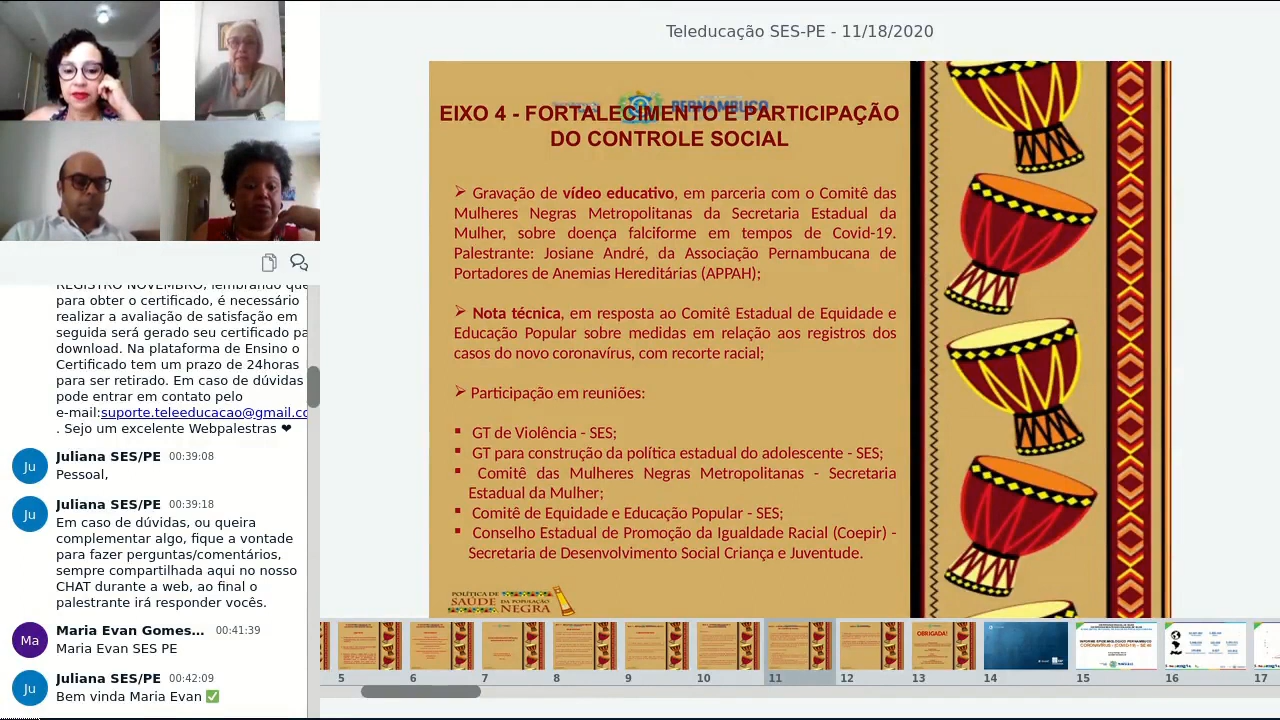 Teleducação SES-PE - 11/18/2020
REGISTRO NOVEMBRO, lembrando que
para obter o certificado, é necessário
realizar a avaliação de satisfação em
seguida será gerado seu certificado pa
download. Na plataforma de Ensino o
Certificado tem um prazo de 24horas
para ser retirado. Em caso de dúvidas
pode entrar em contato pelo
e-mail:suporte.teleeducacao@gmail.co
. Sejo um excelente Webpalestras ❤
Ju Juliana SES/PE 00:39:08
Pessoal,
Ju Juliana SES/PE 00:39:18
Em caso de dúvidas, ou queira
complementar algo, fique a vontade
para fazer perguntas/comentários,
sempre compartilhada aqui no nosso
CHAT durante a web, ao final o
palestrante irá responder vocês.
Ma Maria Evan Gomes... 00:41:39
Maria Evan SES PE
Ju Juliana SES/PE 00:42:09
Bem vinda Maria Evan ✅
PERNAMBUCO
EIXO 4 - FORTALECIMENTO E PARTICIPAÇÃO
DO CONTROLE SOCIAL
➢ Gravação de vídeo educativo, em parceria com o Comitê das
Mulheres Negras Metropolitanas da Secretaria Estadual da
Mulher, sobre doença falciforme em tempos de Covid-19.
Palestrante: Josiane André, da Associação Pernambucana de
Portadores de Anemias Hereditárias (APPAH);
➢ Nota técnica, em resposta ao Comitê Estadual de Equidade e
Educação Popular sobre medidas em relação aos registros dos
casos do novo coronavírus, com recorte racial;
➢ Participação em reuniões:
▪ GT de Violência - SES;
▪ GT para construção da política estadual do adolescente - SES;
▪ Comitê das Mulheres Negras Metropolitanas - Secretaria
Estadual da Mulher;
▪ Comitê de Equidade e Educação Popular - SES;
▪ Conselho Estadual de Promoção da Igualdade Racial (Coepir) -
Secretaria de Desenvolvimento Social Criança e Juventude.
POLÍTICA DE
SAÚDE DA POPULAÇÃO
NEGRA
OBRIGADA!
5 6 7 8 9 10 11 12 13 14 15 16 17